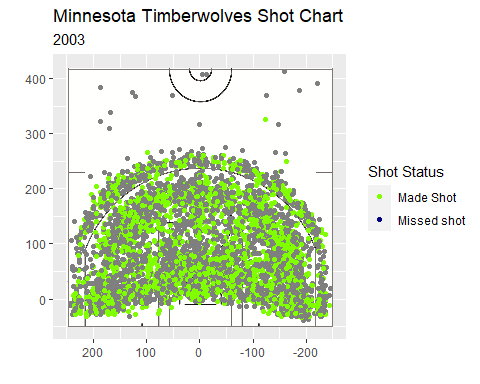 Minnesota Timberwolves Shot Chart
2003
400
300
200
100
0
200 100 0 -100 -200
Shot Status
Made Shot
Missed shot